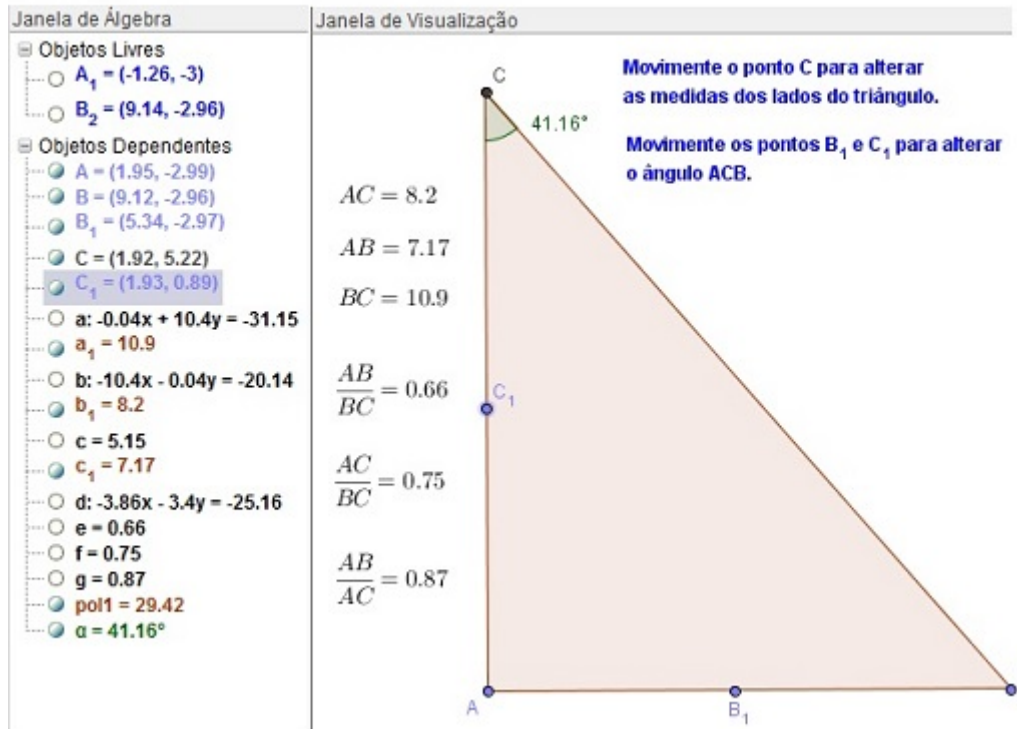 Janela de Álgebra
Objetos Livres
A₁ = (-1.26, -3)
B₂ = (9.14, -2.96)
Objetos Dependentes
A = (1.95, -2.99)
B = (9.12, -2.96)
B₁ = (5.34, -2.97)
C = (1.92, 5.22)
C₁ = (1.93, 0.89)
a: -0.04x + 10.4y = -31.15
a₁ = 10.9
b: -10.4x - 0.04y = -20.14
b₁ = 8.2
c = 5.15
c₁ = 7.17
d: -3.86x - 3.4y = -25.16
e = 0.66
f = 0.75
g = 0.87
pol1 = 29.42
α = 41.16°
Janela de Visualização
Movimente o ponto C para alterar
as medidas dos lados do triângulo.
Movimente os pontos B₁ e C₁ para alterar
o ângulo ACB.
C
41.16°
AC = 8.2
AB = 7.17
BC = 10.9
AB/BC = 0.66
C₁
AC/BC = 0.75
AB/AC = 0.87
A
B₁